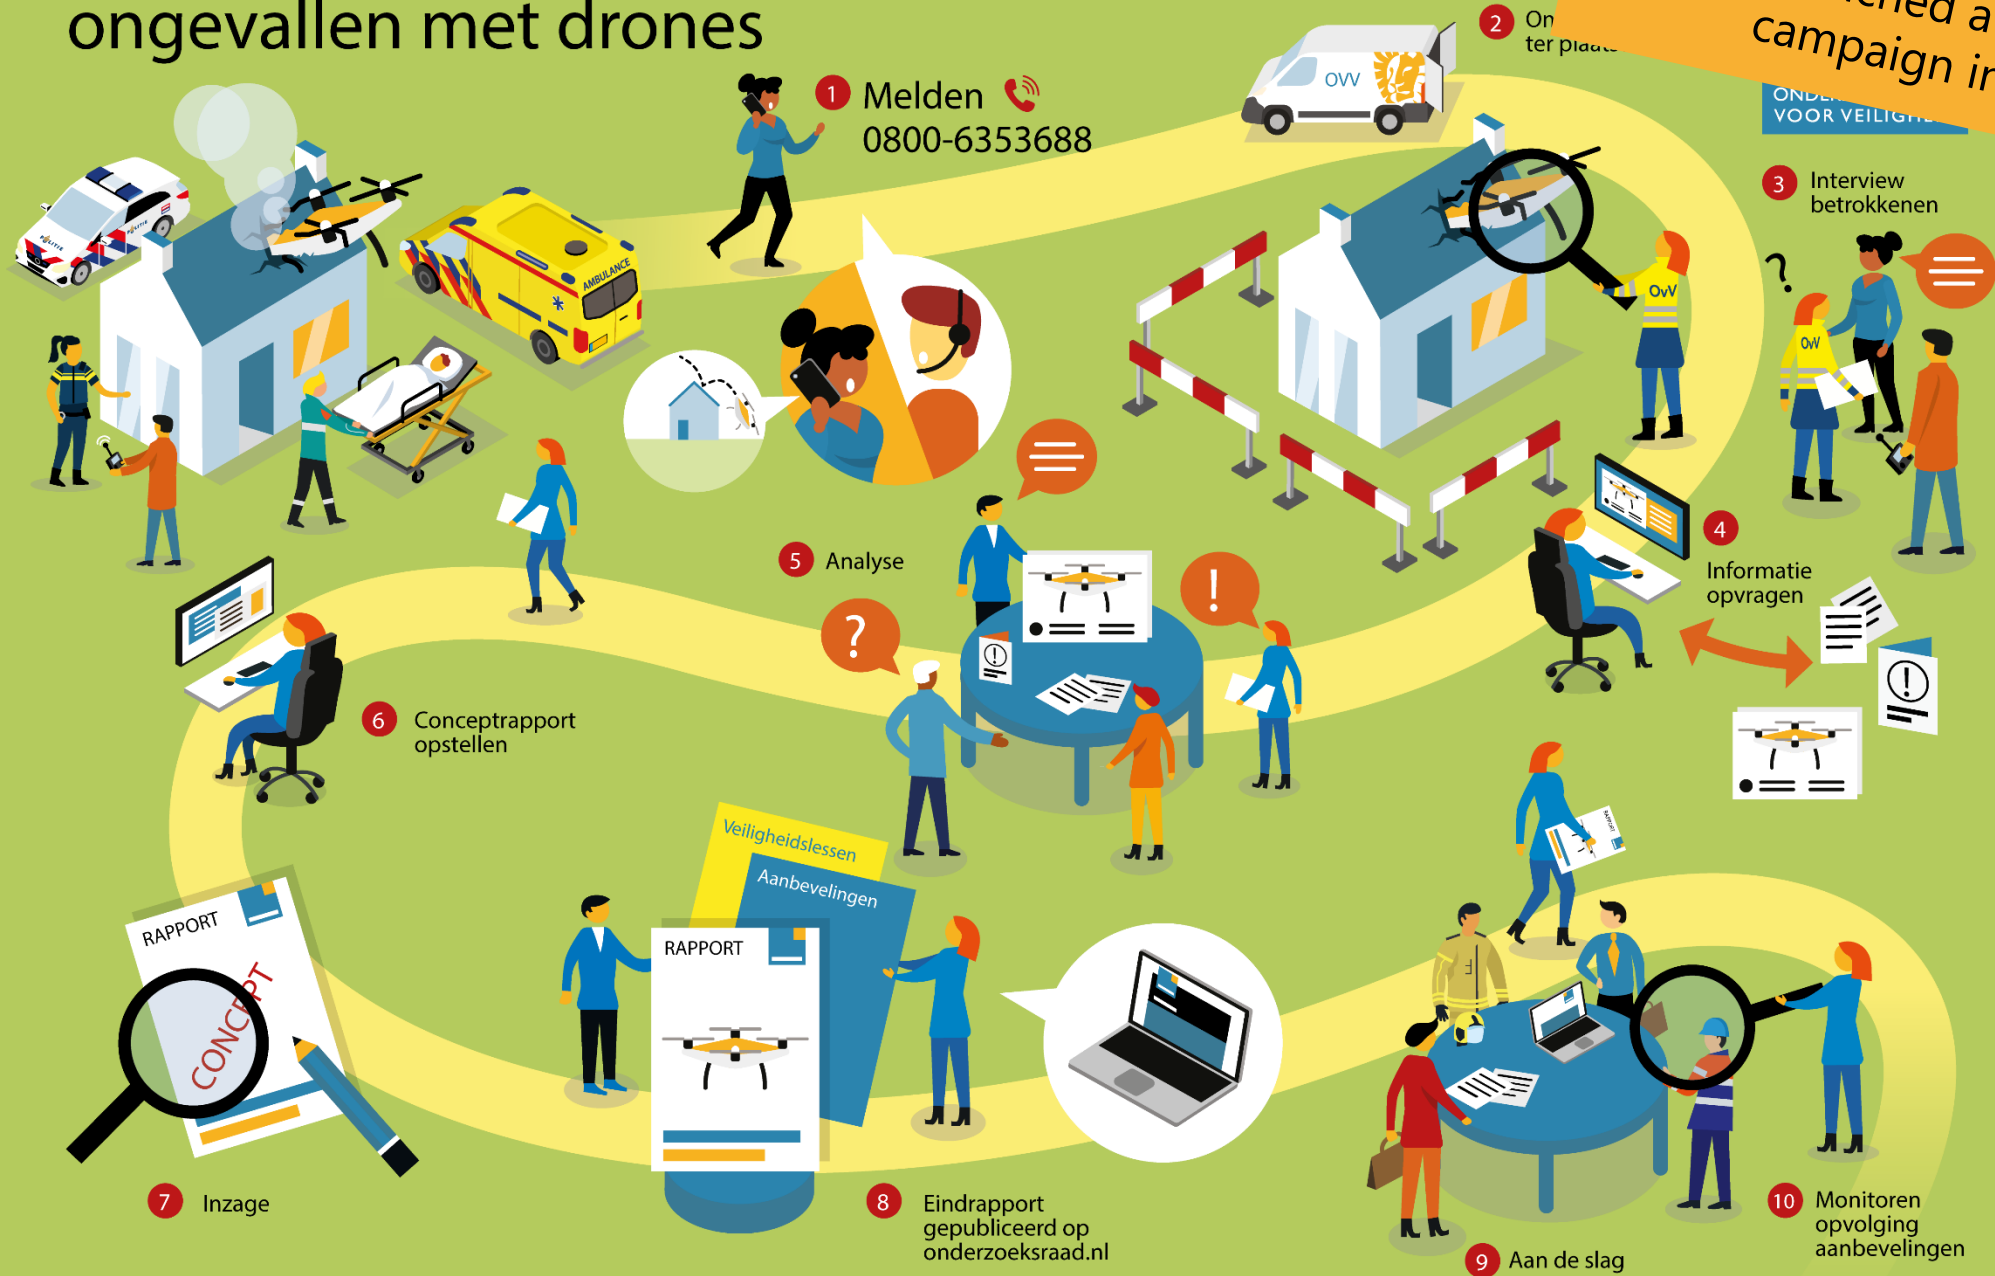 ongevallen met drones
1 Melden
0800-6353688
2
ter
campaign
VOOR
OVV
3 Interview
betrokkenen
POLITIE
POLITIE
AMBULANCE
OvV
OvV
4
Informatie
opvragen
5 Analyse
?
!
?
6 Conceptrapport
opstellen
RAPPORT
CONCEPT
7 Inzage
Veiligheidslessen
Aanbevelingen
RAPPORT
8 Eindrapport
gepubliceerd op
onderzoeksraad.nl
RAPPORT
9 Aan de slag
10 Monitoren
opvolging
aanbevelingen